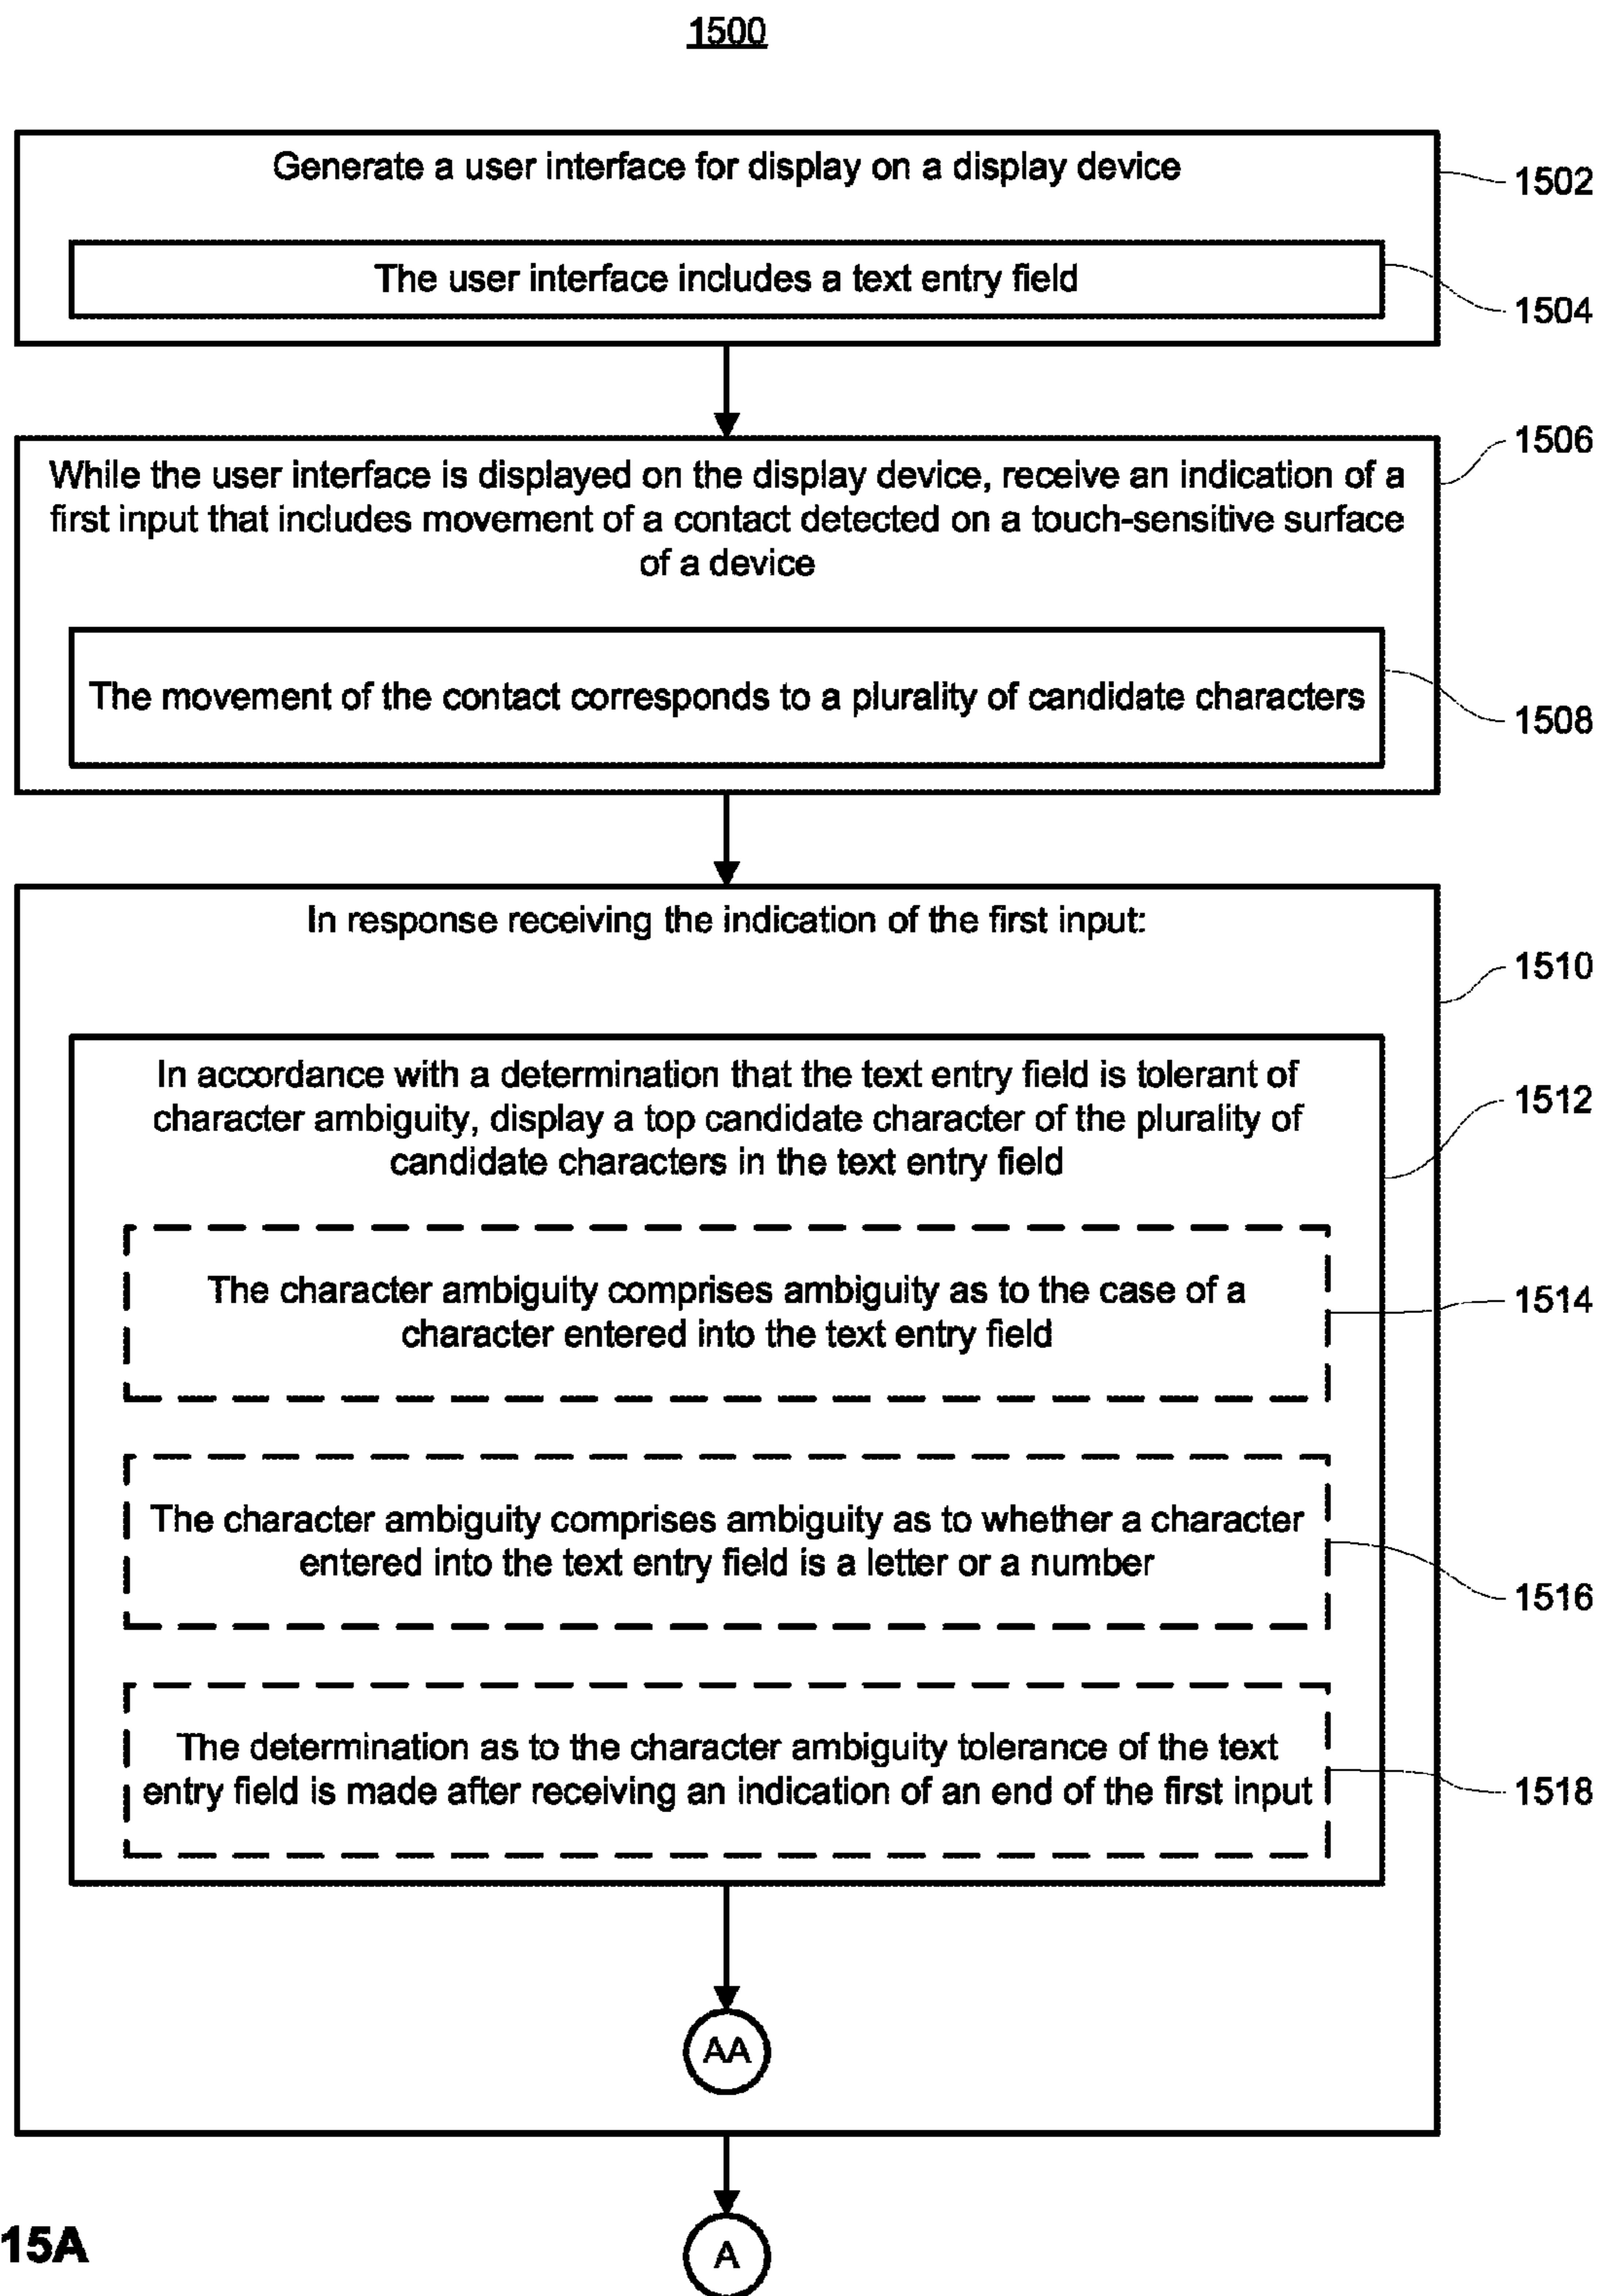 1500
Generate a user interface for display on a display device
1502
The user interface includes a text entry field
1504
1506
While the user interface is displayed on the display device, receive an indication of a
first input that includes movement of a contact detected on a touch-sensitive surface
of a device
The movement of the contact corresponds to a plurality of candidate characters
1508
In response receiving the indication of the first input:
1510
In accordance with a determination that the text entry field is tolerant of
character ambiguity, display a top candidate character of the plurality of
candidate characters in the text entry field
1512
The character ambiguity comprises ambiguity as to the case of a
character entered into the text entry field
1514
The character ambiguity comprises ambiguity as to whether a character
entered into the text entry field is a letter or a number
1516
The determination as to the character ambiguity tolerance of the text
entry field is made after receiving an indication of an end of the first input
1518
AA
15A
A